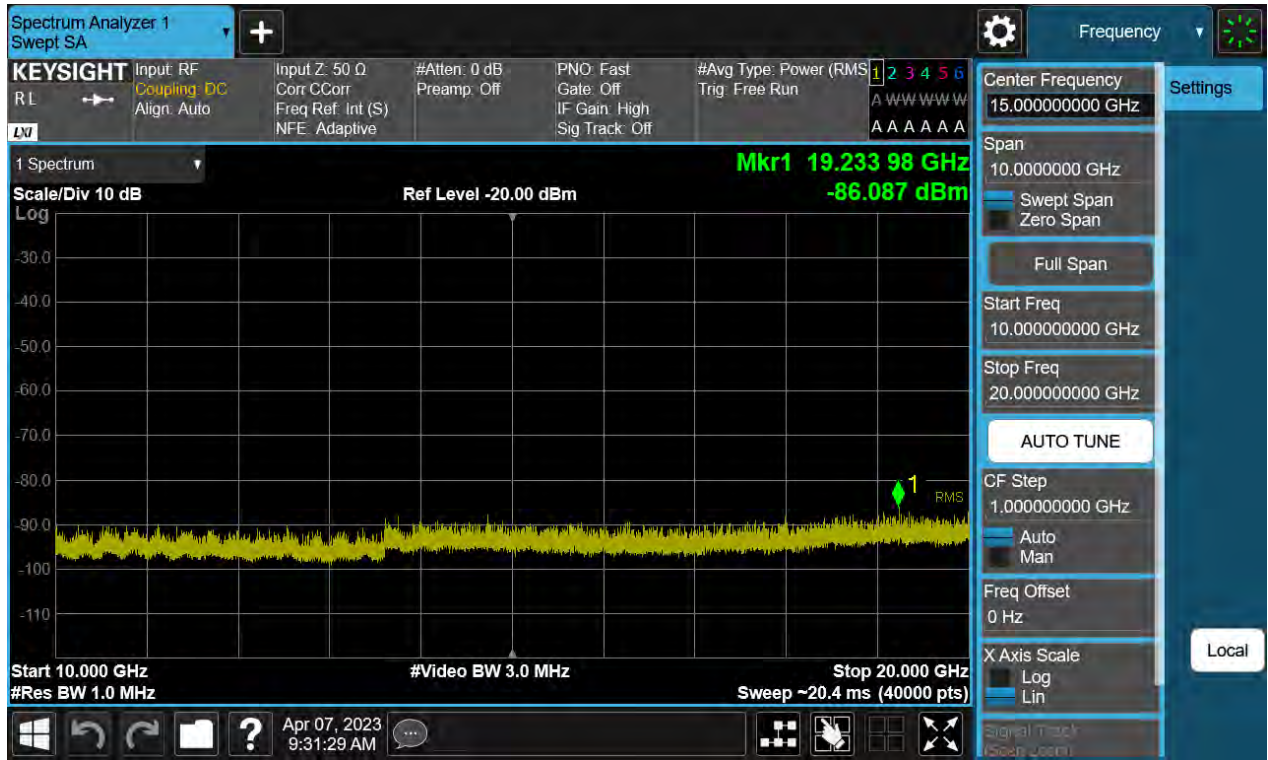 Spectrum Analyzer 1
Swept SA
+
Frequency
KEYSIGHT
RL
LXI
Input: RF
Coupling: DC
Align: Auto
Input Z: 50 Ω
Corr CCorr
Freq Ref: Int (S)
NFE: Adaptive
#Atten: 0 dB
Preamp: Off
PNO: Fast
Gate: Off
IF Gain: High
Sig Track: Off
#Avg Type: Power (RMS
Trig: Free Run
1 2 3 4 5 6
A W W W W W
A A A A A A
Center Frequency
15.000000000 GHz
Settings
Span
10.0000000 GHz
Swept Span
Zero Span
Full Span
Start Freq
10.000000000 GHz
Stop Freq
20.000000000 GHz
AUTO TUNE
CF Step
1.000000000 GHz
Auto
Man
Freq Offset
0 Hz
X Axis Scale
Log
Lin
Signal Track
(Span Zoom)
Local
1 Spectrum
Mkr1 19.233 98 GHz
-86.087 dBm
Scale/Div 10 dB
Ref Level -20.00 dBm
Log
-30.0
-40.0
-50.0
-60.0
-70.0
-80.0
-90.0
-100
-110
1
RMS
Start 10.000 GHz
#Video BW 3.0 MHz
Stop 20.000 GHz
#Res BW 1.0 MHz
Sweep ~20.4 ms (40000 pts)
?
Apr 07, 2023
9:31:29 AM